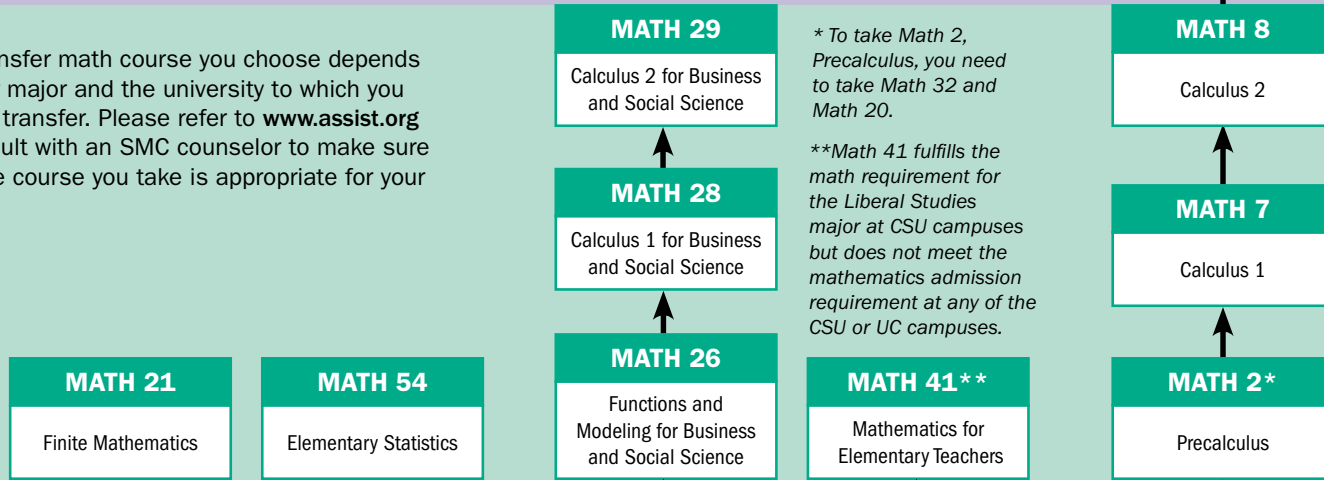 nsfer math course you choose depends
major and the university to which you
transfer. Please refer to www.assist.org
ult with an SMC counselor to make sure
e course you take is appropriate for your
MATH 29
Calculus 2 for Business
and Social Science
MATH 28
Calculus 1 for Business
and Social Science
MATH 26
Functions and
Modeling for Business
and Social Science
* To take Math 2,
Precalculus, you need
to take Math 32 and
Math 20.
**Math 41 fulfills the
math requirement for
the Liberal Studies
major at CSU campuses
but does not meet the
mathematics admission
requirement at any of the
CSU or UC campuses.
MATH 8
Calculus 2
MATH 7
Calculus 1
MATH 21
Finite Mathematics
MATH 54
Elementary Statistics
MATH 41**
Mathematics for
Elementary Teachers
MATH 2*
Precalculus